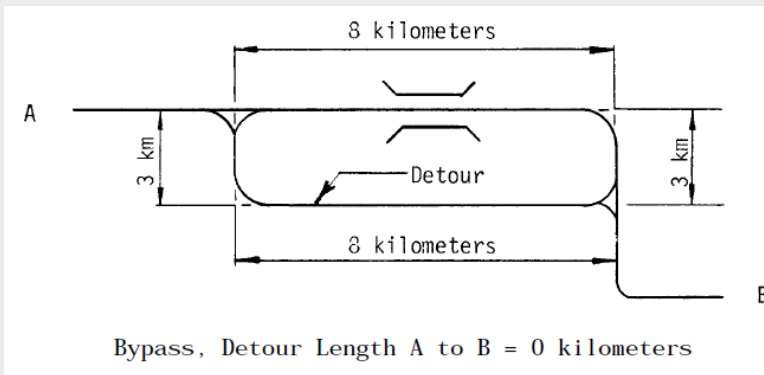 8 kilometers
A
3 km
3 km
Detour
8 kilometers
B
Bypass, Detour Length A to B = 0 kilometers